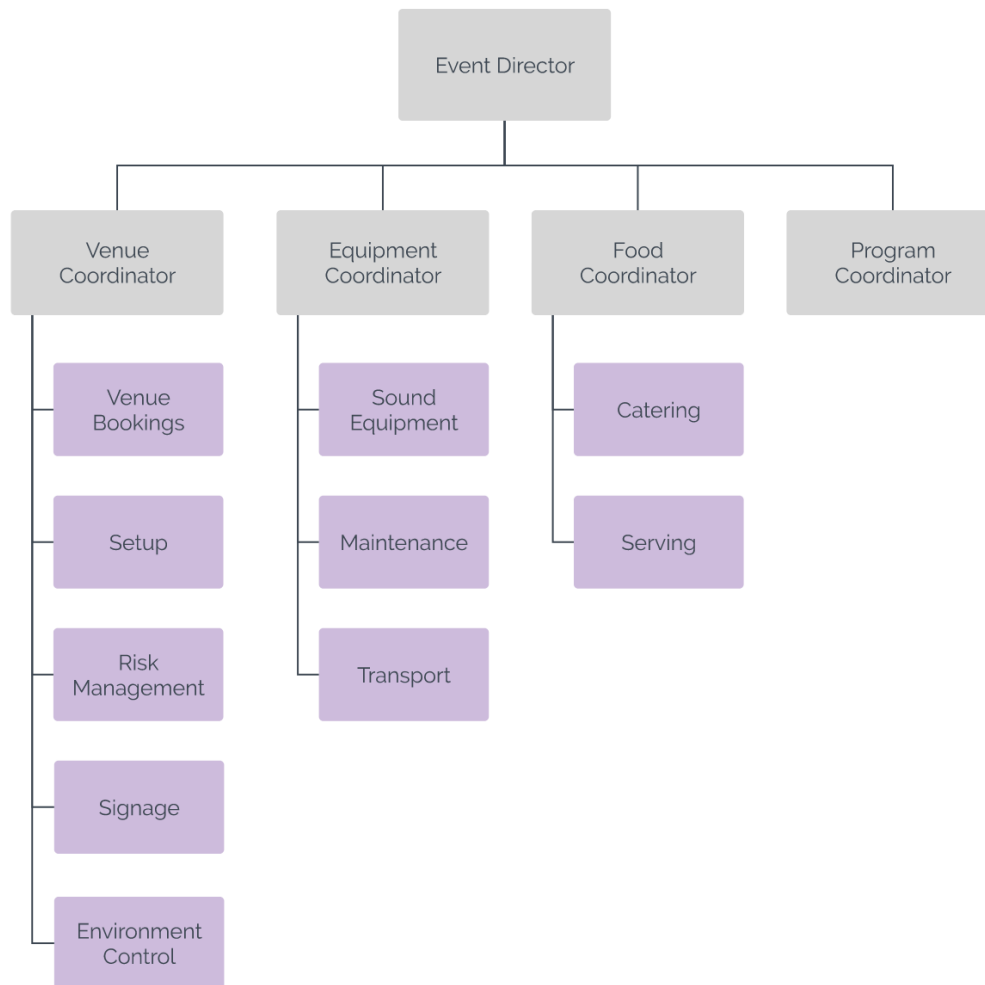 Event Director
Venue
Coordinator
Equipment
Coordinator
Food
Coordinator
Program
Coordinator
Venue
Bookings
Setup
Risk
Management
Signage
Environment
Control
Sound
Equipment
Maintenance
Transport
Catering
Serving